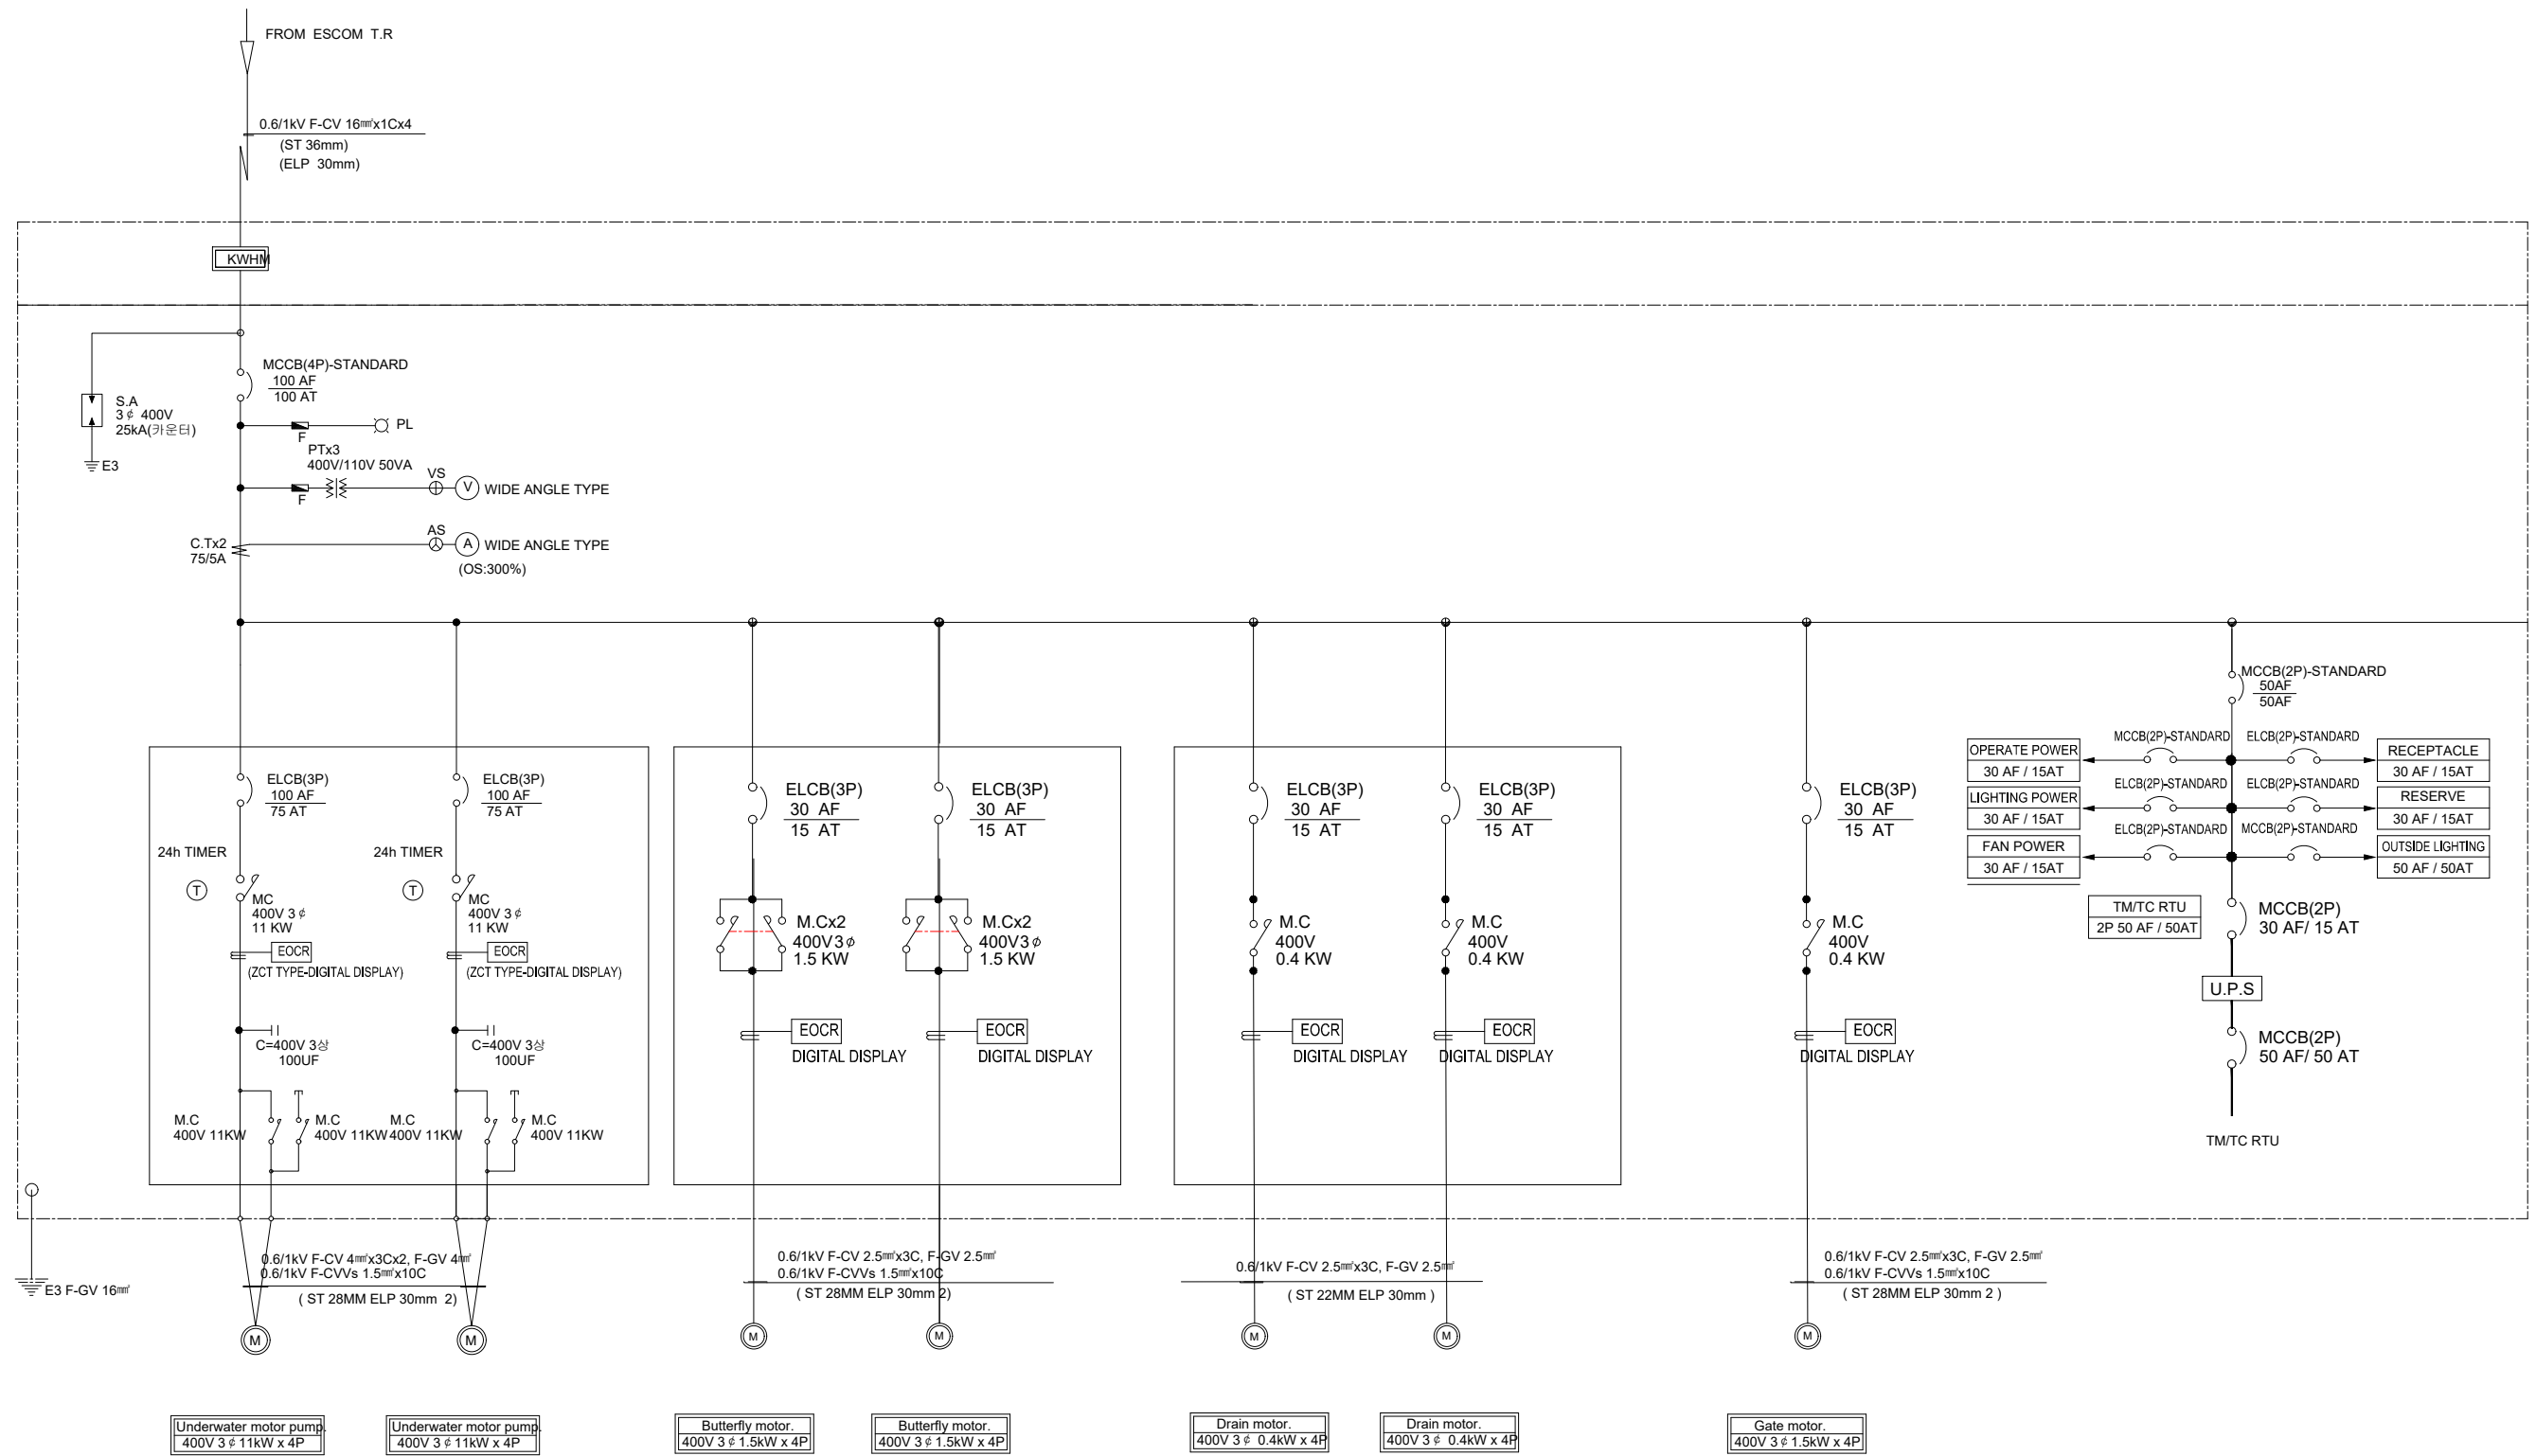 FROM ESCOM T.R
0.6/1kV F-CV 16㎟x1Cx4
(ST 36mm)
(ELP 30mm)
KWHM
MCCB(4P)-STANDARD
100 AF
100 AT
S.A
3 ￠ 400V
25kA(카운터)
E3
F
PL
PTx3
400V/110V 50VA
F
VS
V
WIDE ANGLE TYPE
C.Tx2
75/5A
AS
A
WIDE ANGLE TYPE
(OS:300%)
ELCB(3P)
100 AF
75 AT
24h TIMER
T
MC
400V 3 ￠
11 KW
EOCR
(ZCT TYPE-DIGITAL DISPLAY)
C=400V 3상
100UF
M.C
400V 11KW
M.C
400V 11KW
ELCB(3P)
100 AF
75 AT
24h TIMER
T
MC
400V 3 ￠
11 KW
EOCR
(ZCT TYPE-DIGITAL DISPLAY)
C=400V 3상
100UF
M.C
400V 11KW
M.C
400V 11KW
ELCB(3P)
30 AF
15 AT
M.Cx2
400V3￠
1.5 KW
EOCR
DIGITAL DISPLAY
ELCB(3P)
30 AF
15 AT
M.Cx2
400V3￠
1.5 KW
EOCR
DIGITAL DISPLAY
ELCB(3P)
30 AF
15 AT
M.C
400V
0.4 KW
EOCR
DIGITAL DISPLAY
ELCB(3P)
30 AF
15 AT
M.C
400V
0.4 KW
EOCR
DIGITAL DISPLAY
ELCB(3P)
30 AF
15 AT
M.C
400V
0.4 KW
EOCR
DIGITAL DISPLAY
MCCB(2P)-STANDARD
50AF
50AF
OPERATE POWER
30 AF / 15AT
MCCB(2P)-STANDARD
ELCB(2P)-STANDARD
RECEPTACLE
30 AF / 15AT
LIGHTING POWER
30 AF / 15AT
ELCB(2P)-STANDARD
ELCB(2P)-STANDARD
RESERVE
30 AF / 15AT
FAN POWER
30 AF / 15AT
ELCB(2P)-STANDARD
MCCB(2P)-STANDARD
OUTSIDE LIGHTING
50 AF / 50AT
TM/TC RTU
2P 50 AF / 50AT
MCCB(2P)
30 AF/ 15 AT
U.P.S
MCCB(2P)
50 AF/ 50 AT
TM/TC RTU
E3 F-GV 16㎟
0.6/1kV F-CV 4㎟x3Cx2, F-GV 4㎟
0.6/1kV F-CVVs 1.5㎟x10C
( ST 28MM ELP 30mm 2)
0.6/1kV F-CV 2.5㎟x3C, F-GV 2.5㎟
0.6/1kV F-CVVs 1.5㎟x10C
( ST 28MM ELP 30mm 2)
0.6/1kV F-CV 2.5㎟x3C, F-GV 2.5㎟
( ST 22MM ELP 30mm )
0.6/1kV F-CV 2.5㎟x3C, F-GV 2.5㎟
0.6/1kV F-CVVs 1.5㎟x10C
( ST 28MM ELP 30mm 2 )
M
M
M
M
M
M
M
Underwater motor pump.
400V 3 ￠ 11kW x 4P
Underwater motor pump.
400V 3 ￠ 11kW x 4P
Butterfly motor.
400V 3 ￠ 1.5kW x 4P
Butterfly motor.
400V 3 ￠ 1.5kW x 4P
Drain motor.
400V 3 ￠ 0.4kW x 4P
Drain motor.
400V 3 ￠ 0.4kW x 4P
Gate motor.
400V 3 ￠ 1.5kW x 4P